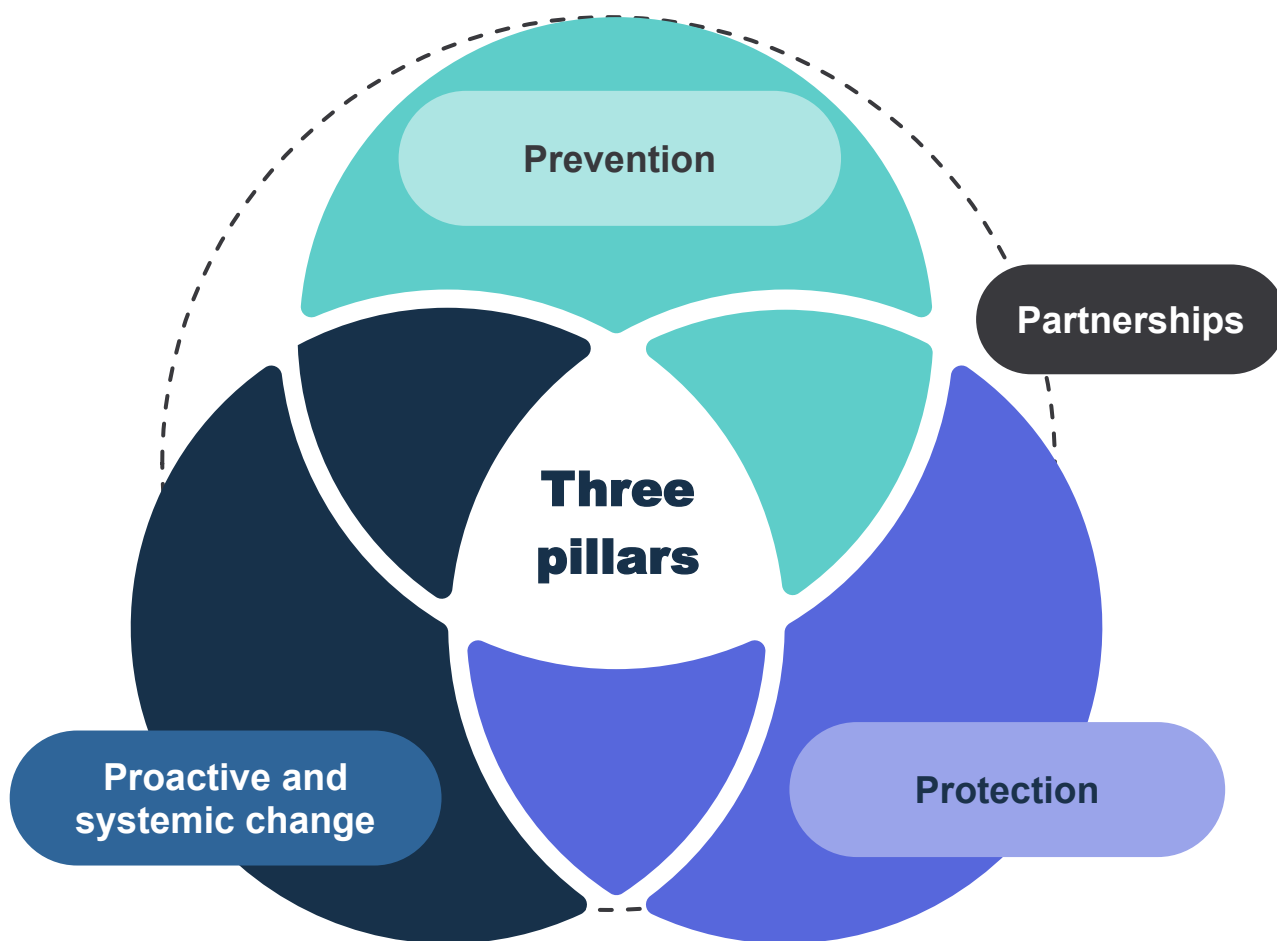 Prevention
Partnerships
Three
pillars
Proactive and
systemic change
Protection